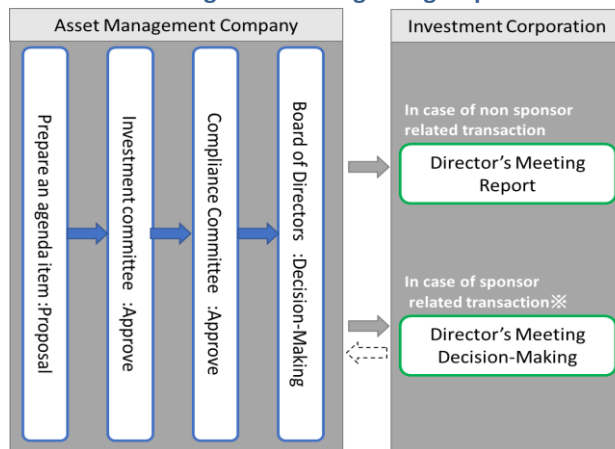 Asset Management Company
Investment Corporation
Prepare an agenda item :Proposal
Investment committee :Approve
Compliance Committee :Approve
Board of Directors :Decision-Making
In case of non sponsor
related transaction
Director's Meeting
Report
In case of sponsor
related transaction※
Director's Meeting
Decision-Making